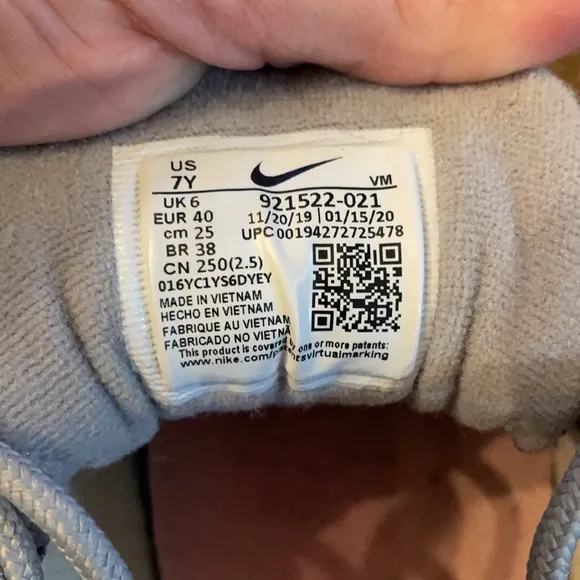 US
7Y
VM
UK 6
921522-021
EUR 40
11/20/19 | 01/15/20
cm 25
UPC 00194272725478
BR 38
CN 250(2.5)
016YC1YS6DYEY
MADE IN VIETNAM
HECHO EN VIETNAM
FABRIQUE AU VIETNAM
FABRICADO NO VIETNA
This product is covered by one or more patents:
www.nike.com/